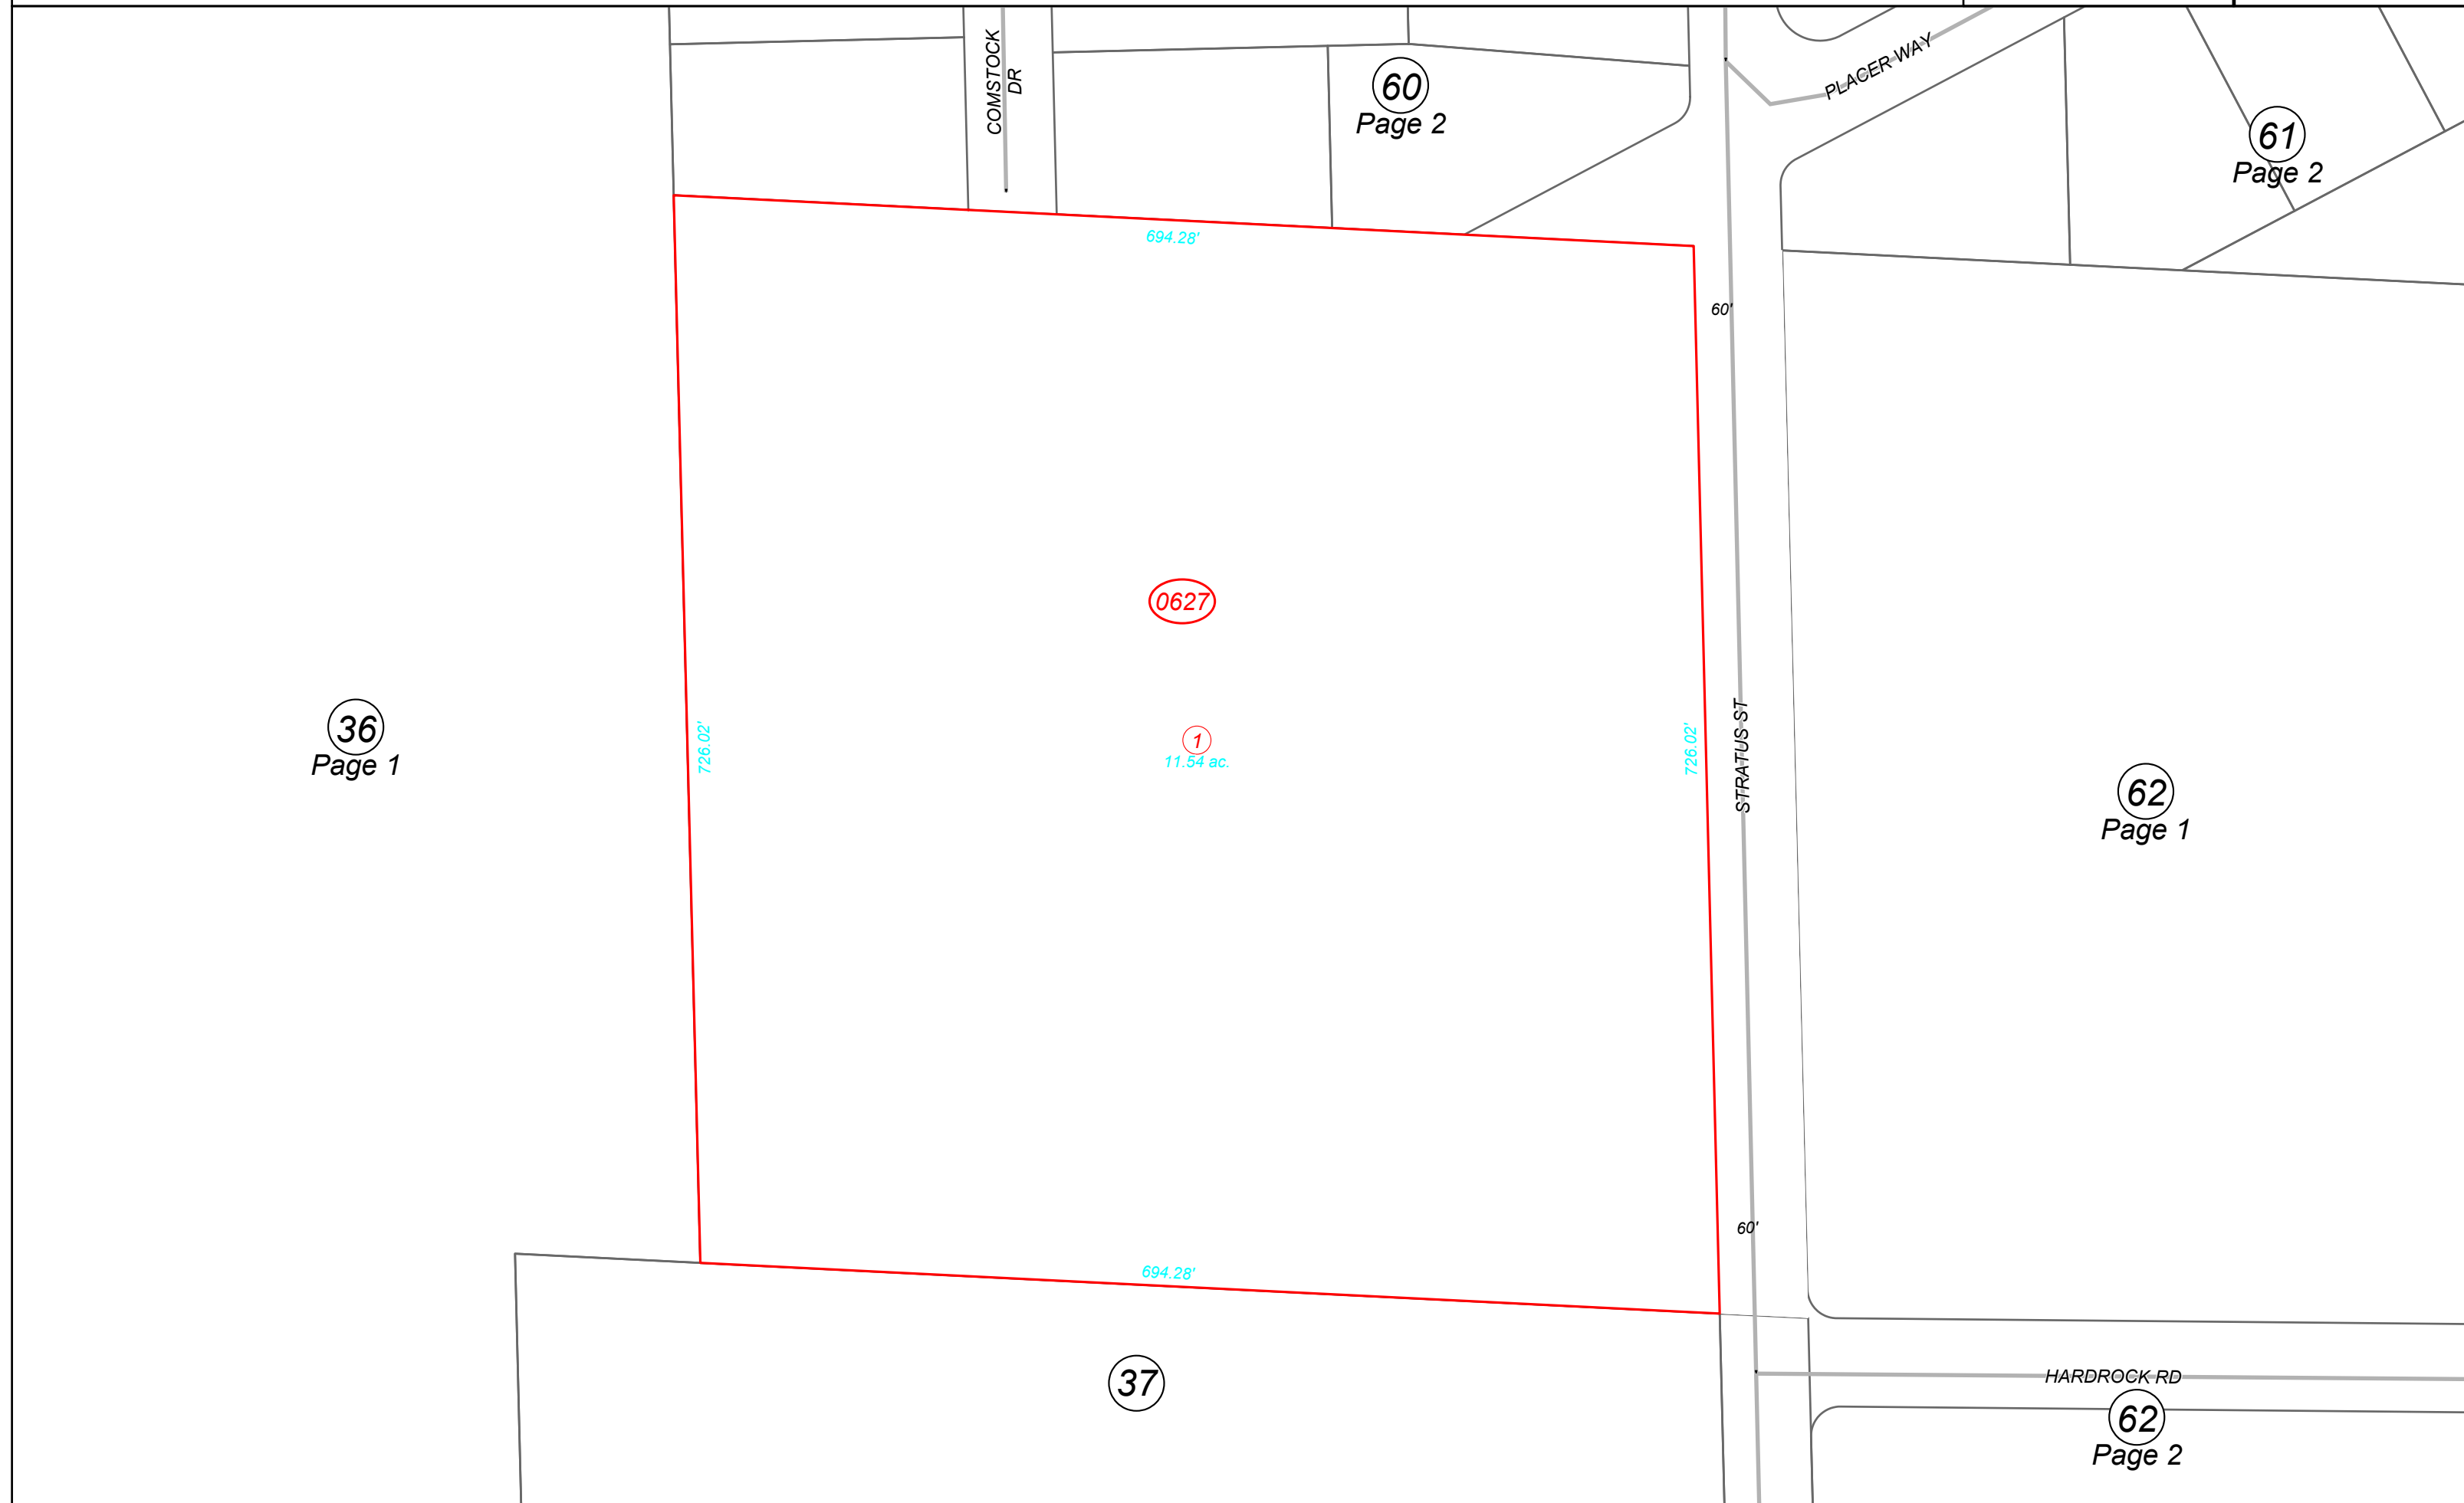 COMSTOCK
DR
PLACER WAY
60
Page 2
61
Page 2
694.28'
60'
0627
36
Page 1
726.02'
1
11.54 ac.
726.02'
STRATUS ST
62
Page 1
60'
694.28'
37
HARDROCK RD
62
Page 2